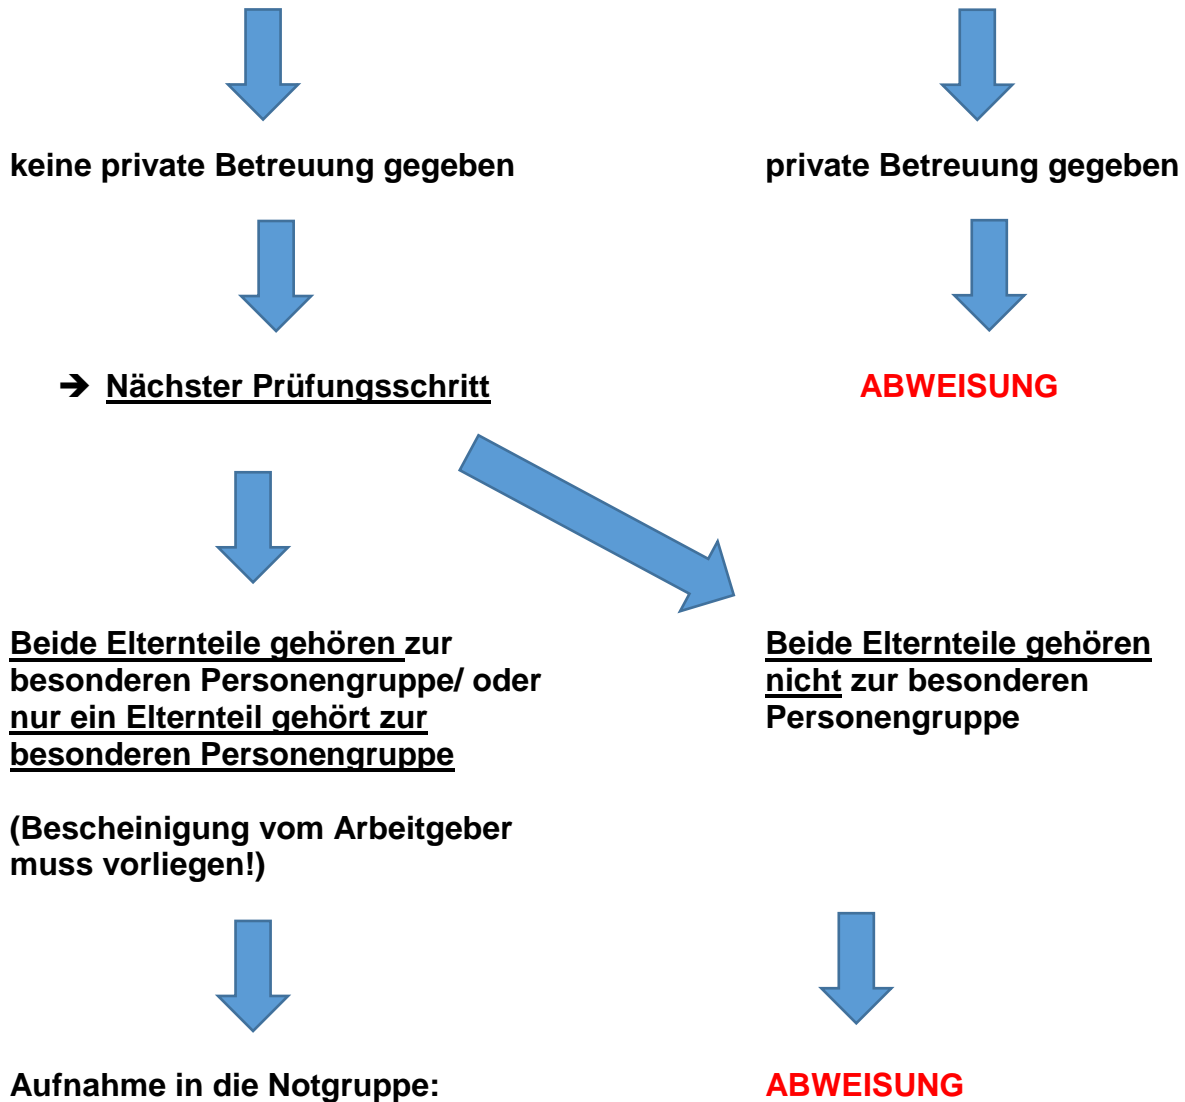 keine private Betreuung gegeben
private Betreuung gegeben
➔ Nächster Prüfungsschritt
ABWEISUNG
Beide Elternteile gehören zur
besonderen Personengruppe/ oder
nur ein Elternteil gehört zur
besonderen Personengruppe
(Bescheinigung vom Arbeitgeber
muss vorliegen!)
Beide Elternteile gehören
nicht zur besonderen
Personengruppe
Aufnahme in die Notgruppe:
ABWEISUNG